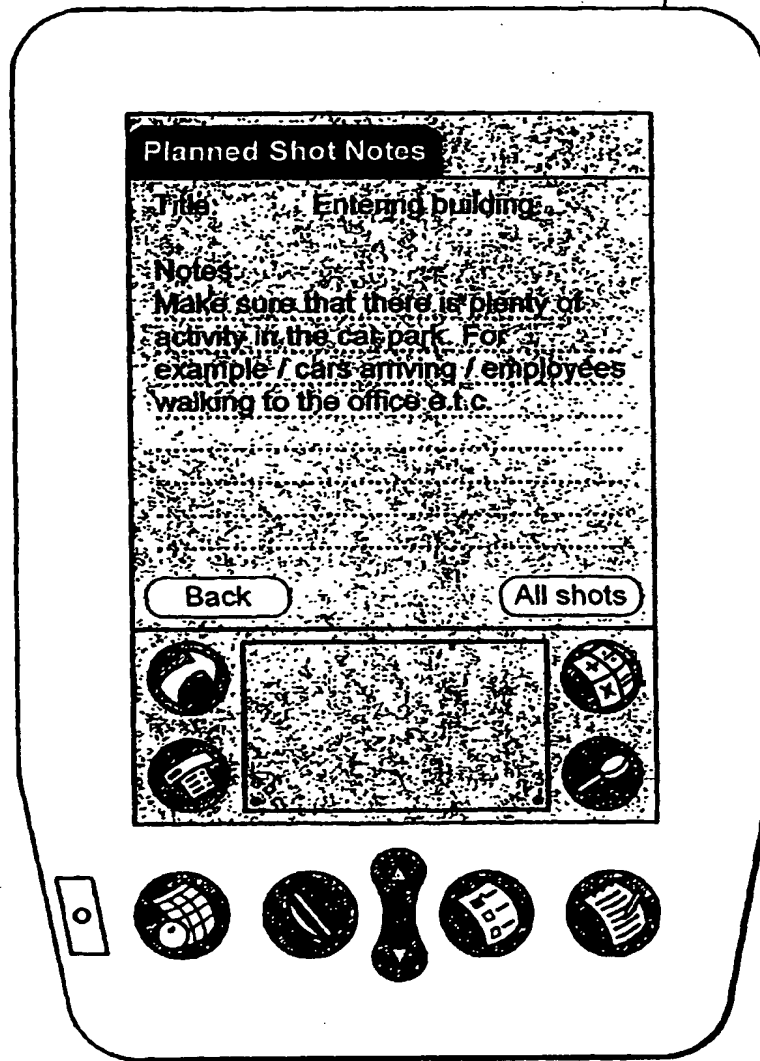 Planned Shot Notes
Title Entering building
Notes
Make sure that there is plenty of
activity in the car park. For
example / cars arriving / employees
walking to the office e.t.c.
Back All shots